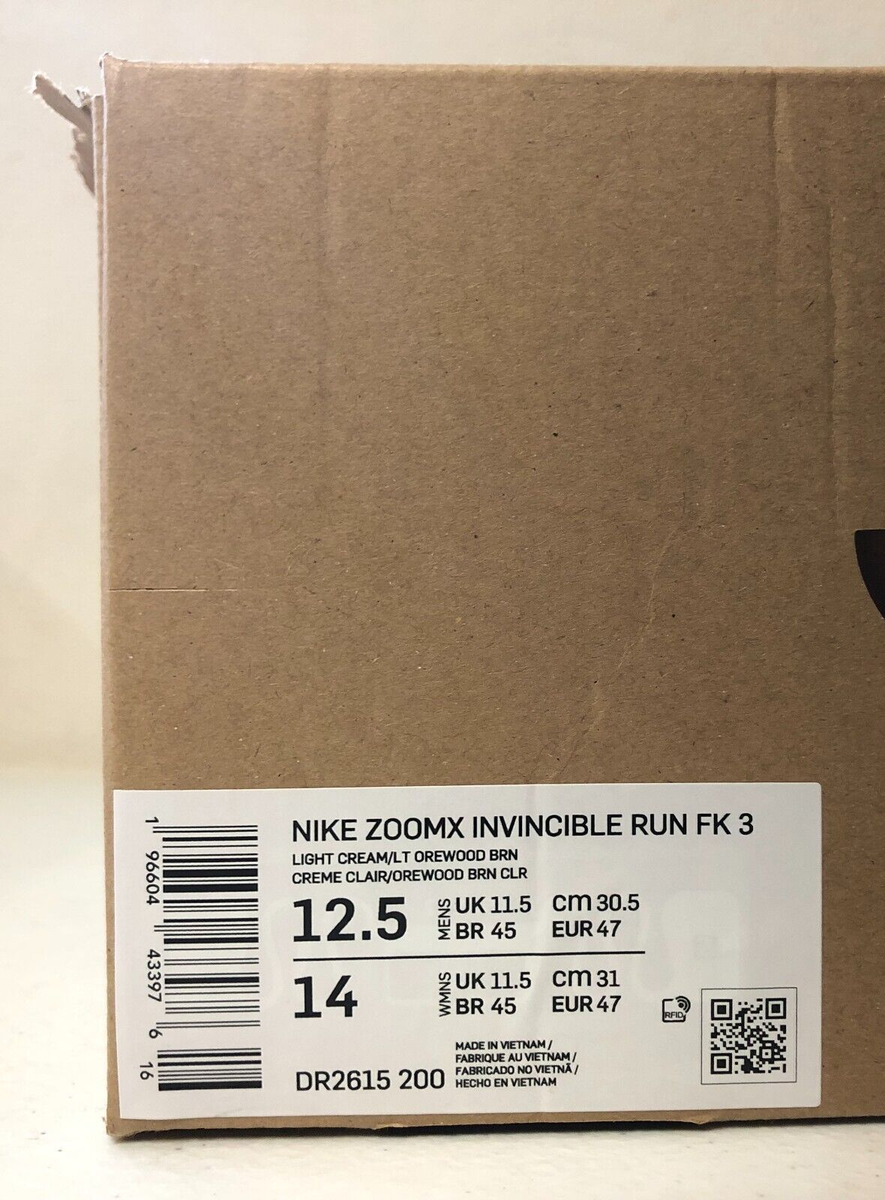 NIKE ZOOMX INVINCIBLE RUN FK 3
LIGHT CREAM/LT OREWOOD BRN
CREME CLAIR/OREWOOD BRN CLR
12.5 MENS UK 11.5 cm 30.5
BR 45 EUR 47
14 WMNS UK 11.5 cm 31
BR 45 EUR 47
RFID
DR2615 200
MADE IN VIETNAM /
FABRIQUE AU VIETNAM /
FABRICADO NO VIETNÃ /
HECHO EN VIETNAM
1 96604 43397 6 16